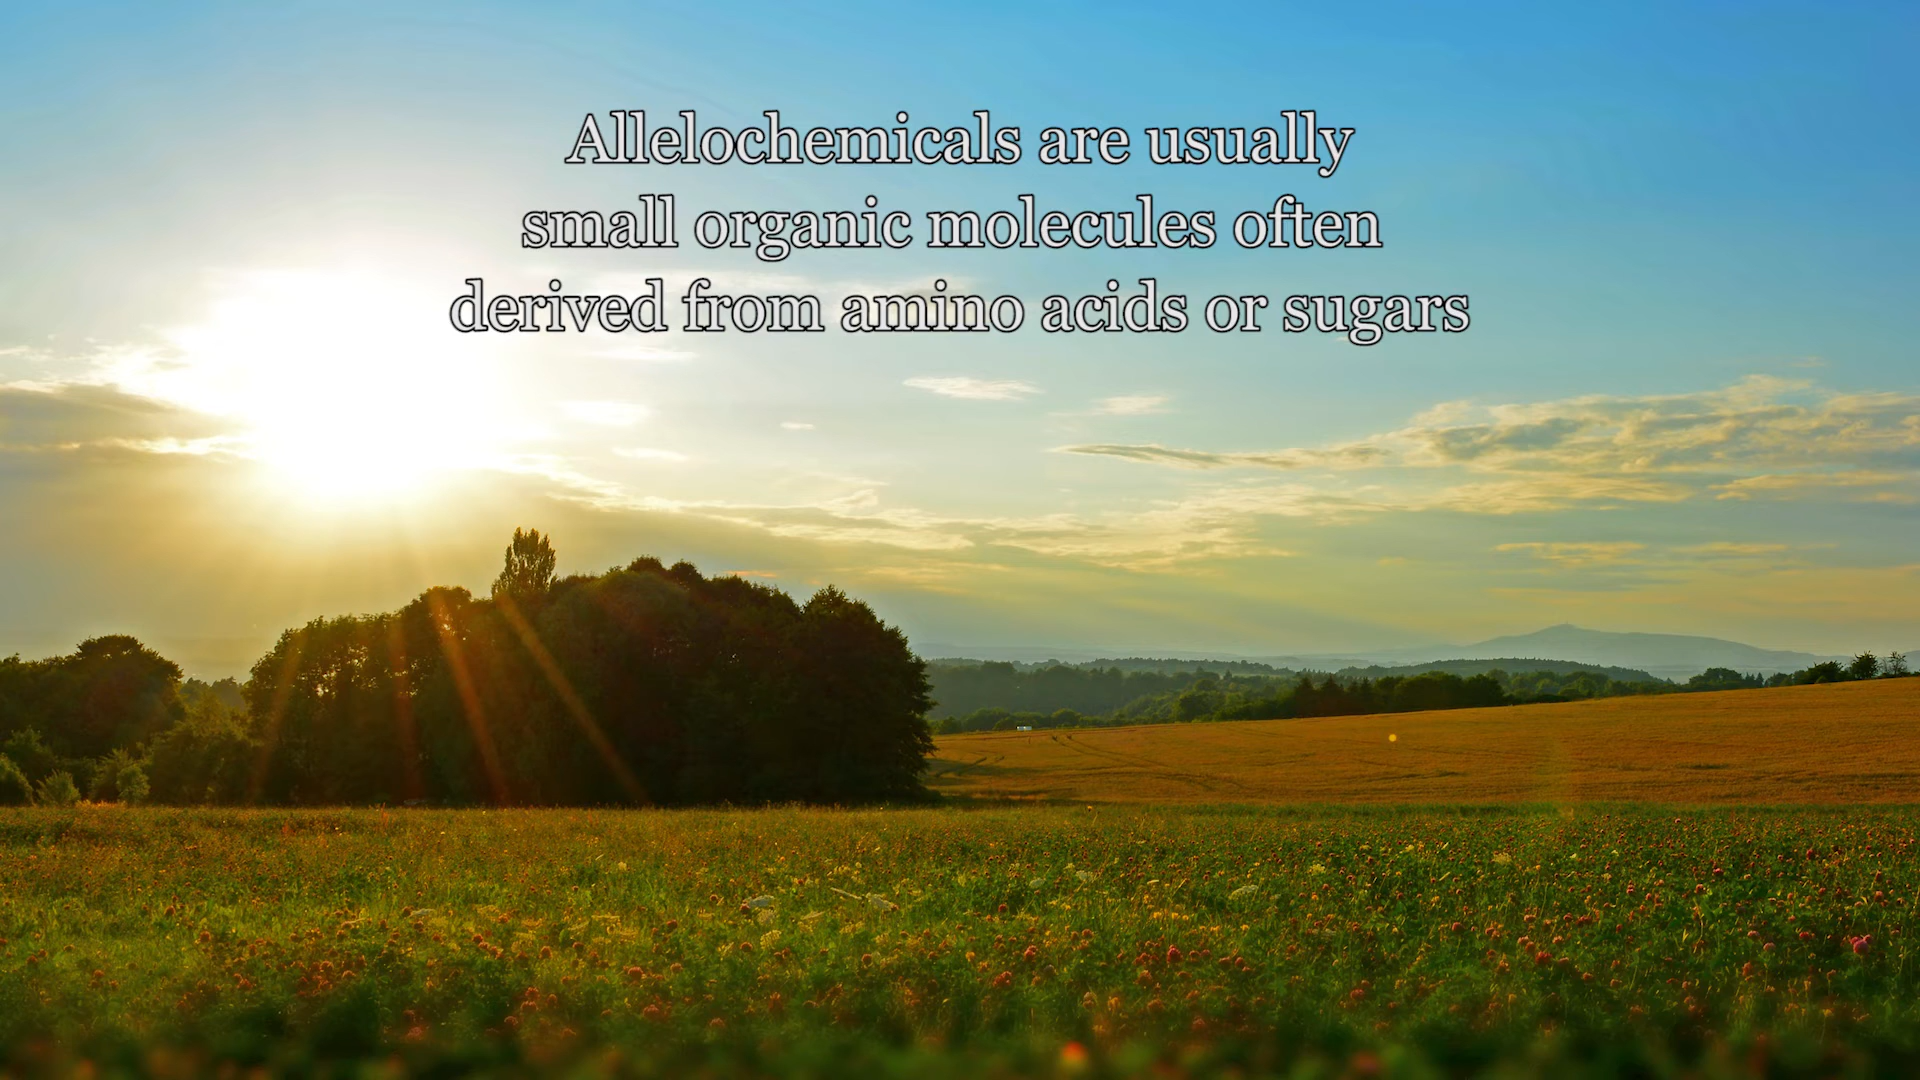 Allelochemicals are usually
small organic molecules often
derived from amino acids or sugars